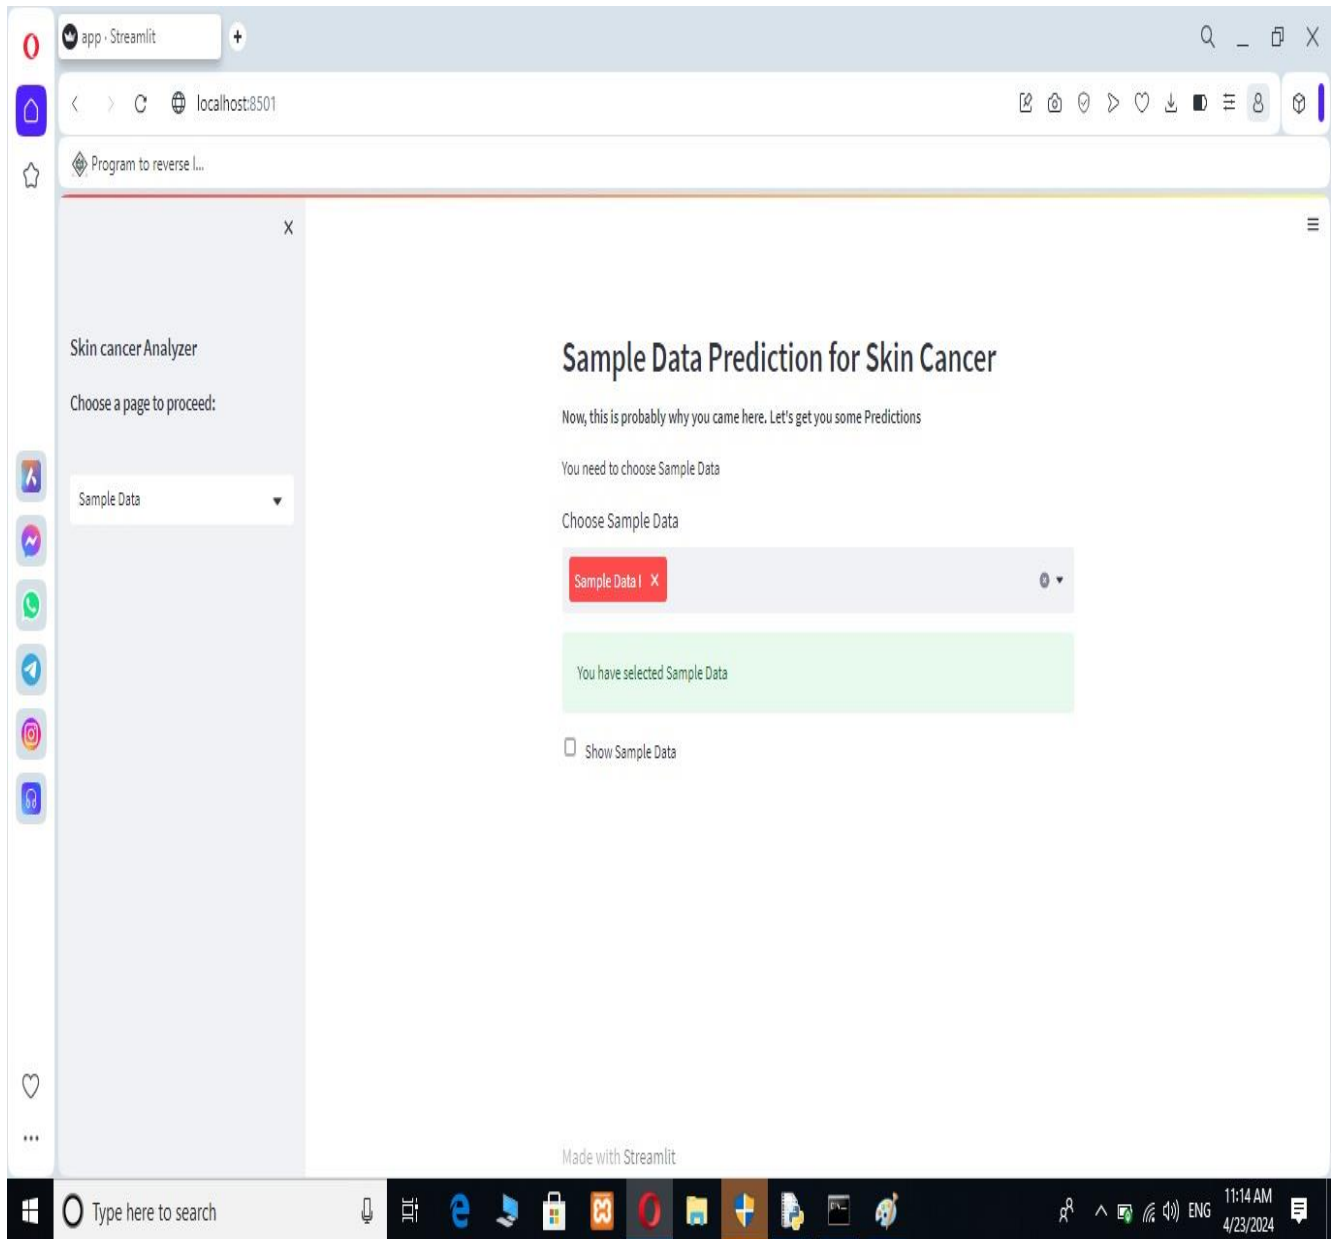 app · Streamlit
localhost:8501
Program to reverse l...
Skin cancer Analyzer
Choose a page to proceed:
Sample Data
Sample Data Prediction for Skin Cancer
Now, this is probably why you came here. Let's get you some Predictions
You need to choose Sample Data
Choose Sample Data
Sample Data I
You have selected Sample Data
Show Sample Data
Made with Streamlit
Type here to search
ENG
11:14 AM
4/23/2024